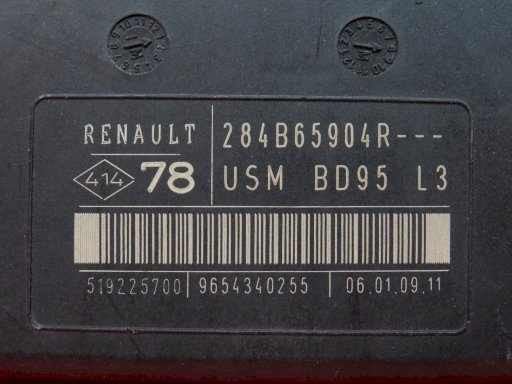 RENAULT 284B65904R---
414 78 USM BD95 L3
519225700 9654340255 06.01.09.11